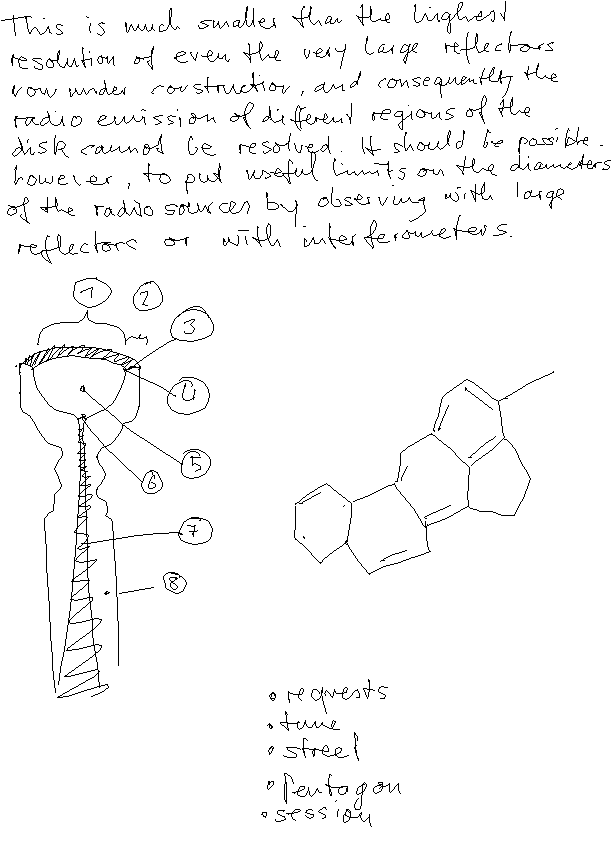 This is much smaller than the highest
resolution of even the very large reflectors
now under construction, and consequently the
radio emission of different regions of the
disk cannot be resolved. It should be possible.
however, to put useful limits on the diameters
of the radio sources by observing with large
reflectors or with interferometers.
1
2
3
4
5
6
7
8
• requests
• tune
• street
• Pentagon
• session